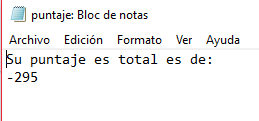 puntaje: Bloc de notas
Archivo Edición Formato Ver Ayuda
Su puntaje es total es de:
-295